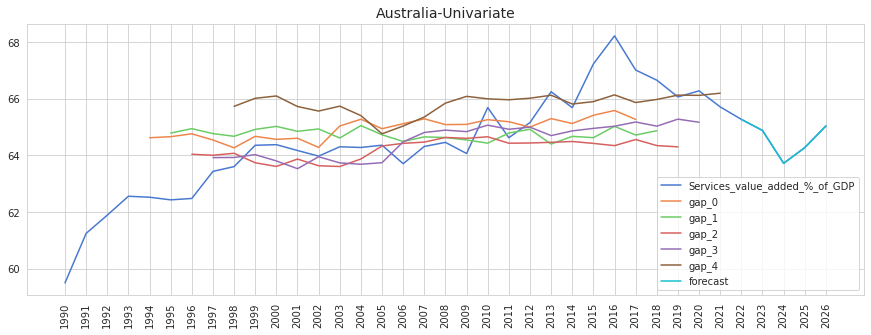 Australia-Univariate
68
66
64
62
60
Services_value_added_%_of_GDP
gap_0
gap_1
gap_2
gap_3
gap_4
forecast
1990 1991 1992 1993 1994 1995 1996 1997 1998 1999 2000 2001 2002 2003 2004 2005 2006 2007 2008 2009 2010 2011 2012 2013 2014 2015 2016 2017 2018 2019 2020 2021 2022 2023 2024 2025 2026